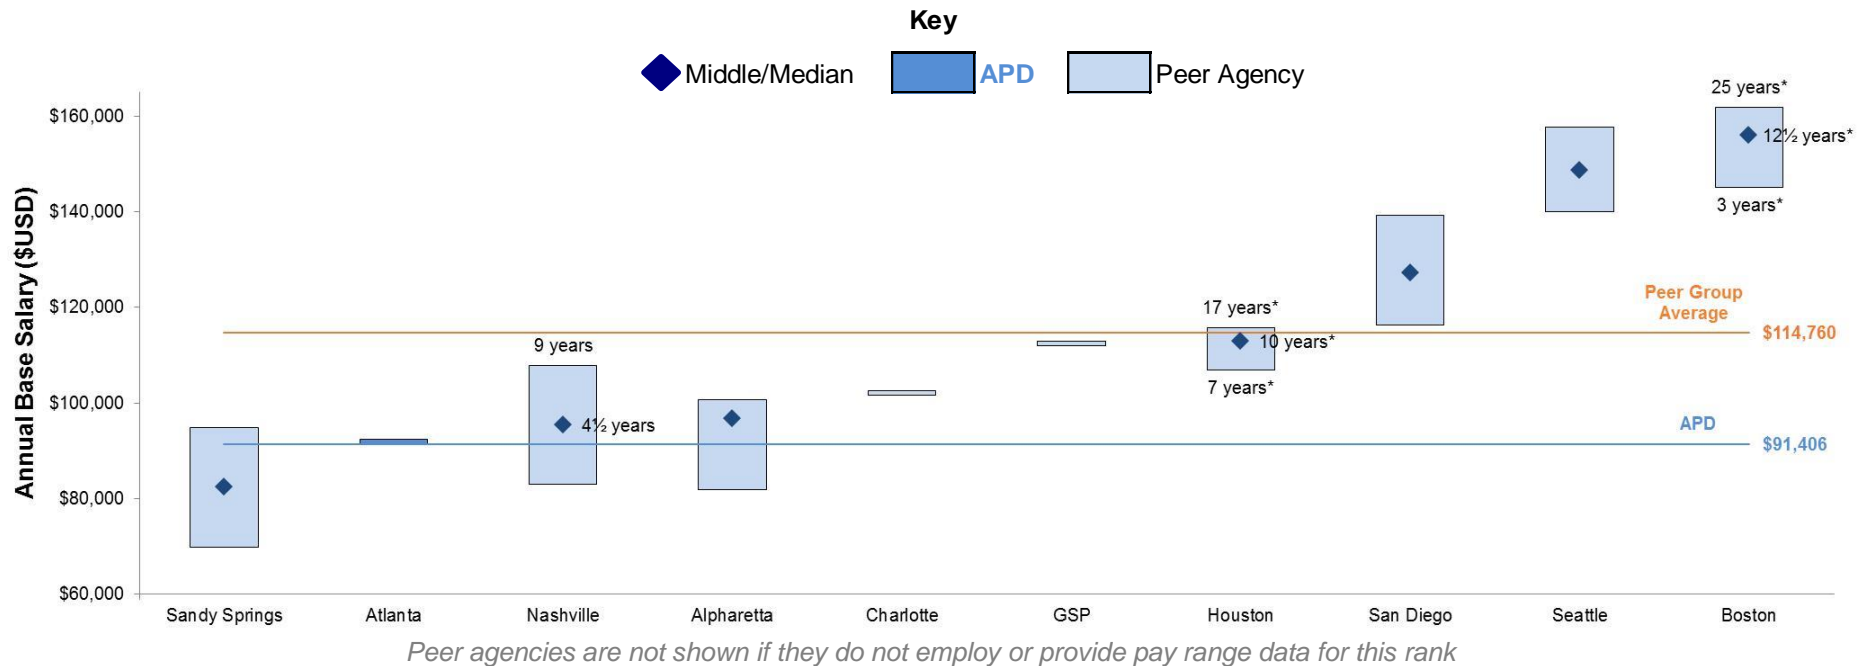 Key
Middle/Median
APD
Peer Agency
Annual Base Salary ($USD)
$160,000
$140,000
$120,000
$100,000
$80,000
$60,000
25 years*
12½ years*
3 years*
17 years*
10 years*
7 years*
9 years
4½ years
Peer Group
Average
$114,760
APD
$91,406
Sandy Springs
Atlanta
Nashville
Alpharetta
Charlotte
GSP
Houston
San Diego
Seattle
Boston
Peer agencies are not shown if they do not employ or provide pay range data for this rank